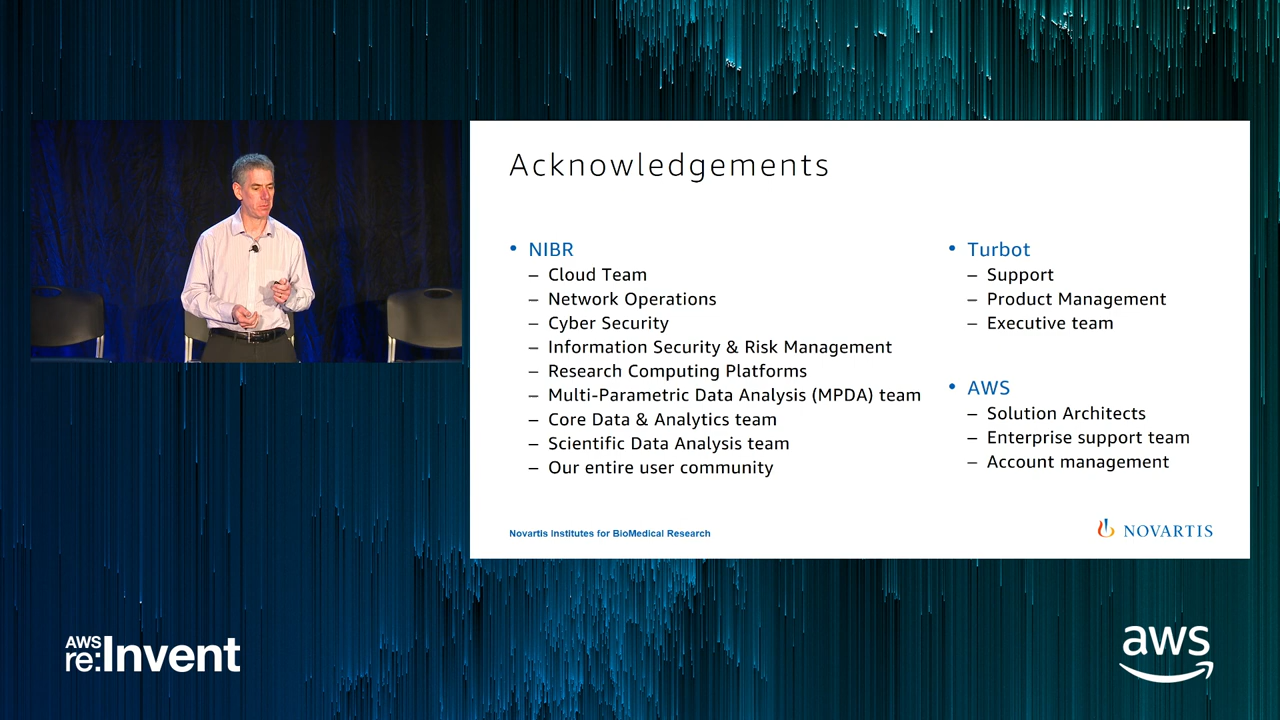 Acknowledgements
• NIBR
– Cloud Team
– Network Operations
– Cyber Security
– Information Security & Risk Management
– Research Computing Platforms
– Multi-Parametric Data Analysis (MPDA) team
– Core Data & Analytics team
– Scientific Data Analysis team
– Our entire user community
• Turbot
– Support
– Product Management
– Executive team
• AWS
– Solution Architects
– Enterprise support team
– Account management
Novartis Institutes for BioMedical Research
NOVARTIS
AWS
re:Invent
aws